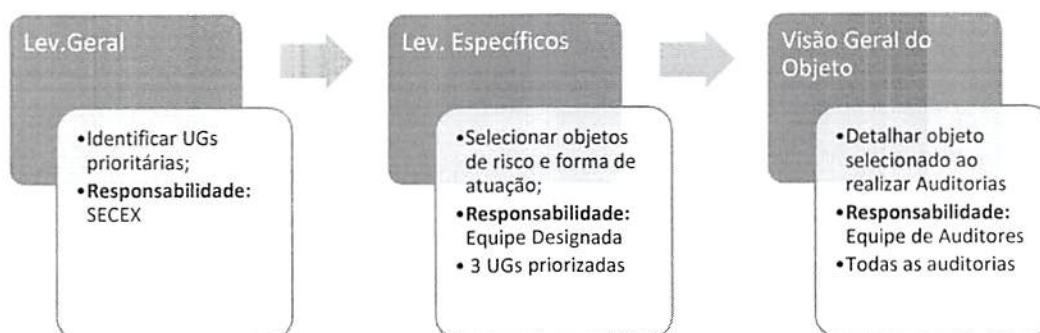 Lev.Geral
•Identificar UGs
prioritárias;
•Responsabilidade:
SECEX
Lev. Específicos
•Selecionar objetos
de risco e forma de
atuação;
•Responsabilidade:
Equipe Designada
• 3 UGs priorizadas
Visão Geral do
Objeto
•Detalhar objeto
selecionado ao
realizar Auditorias
•Responsabilidade:
Equipe de Auditores
•Todas as auditorias